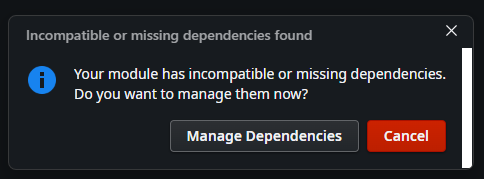 Incompatible or missing dependencies found
Your module has incompatible or missing dependencies.
Do you want to manage them now?
Manage Dependencies
Cancel